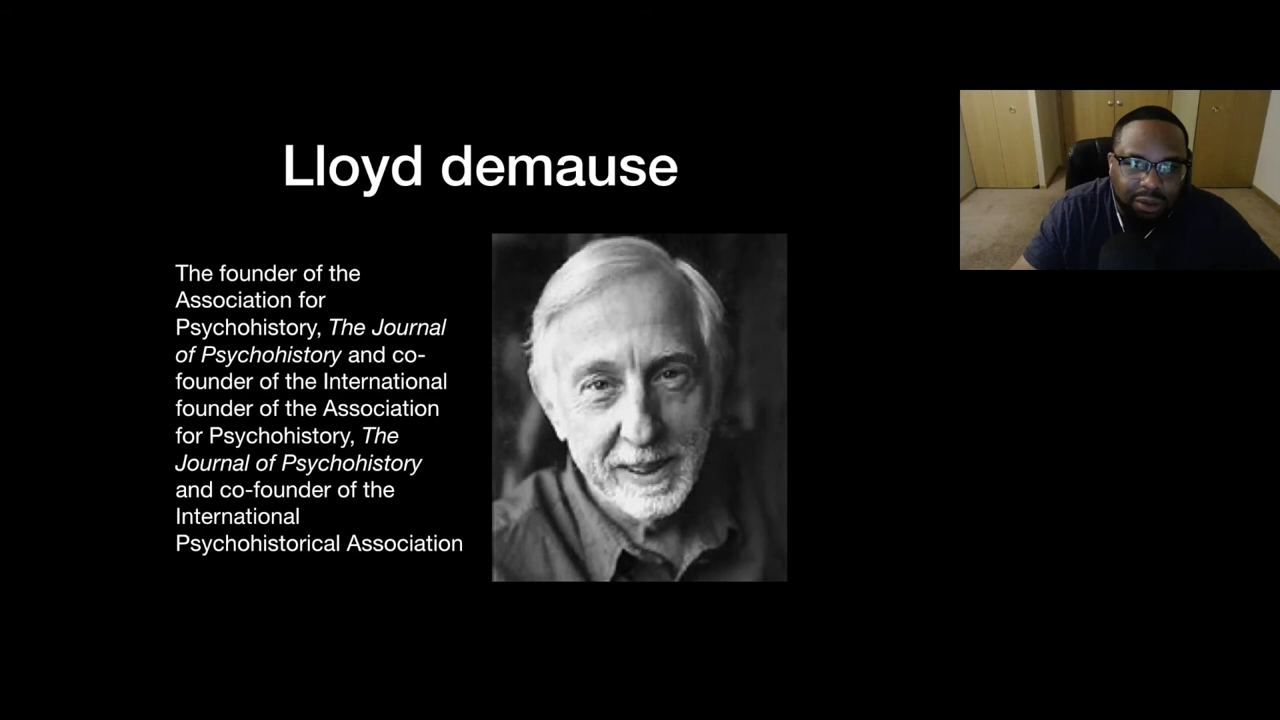 Lloyd demause
The founder of the
Association for
Psychohistory, The Journal
of Psychohistory and co-
founder of the International
founder of the Association
for Psychohistory, The
Journal of Psychohistory
and co-founder of the
International
Psychohistorical Association